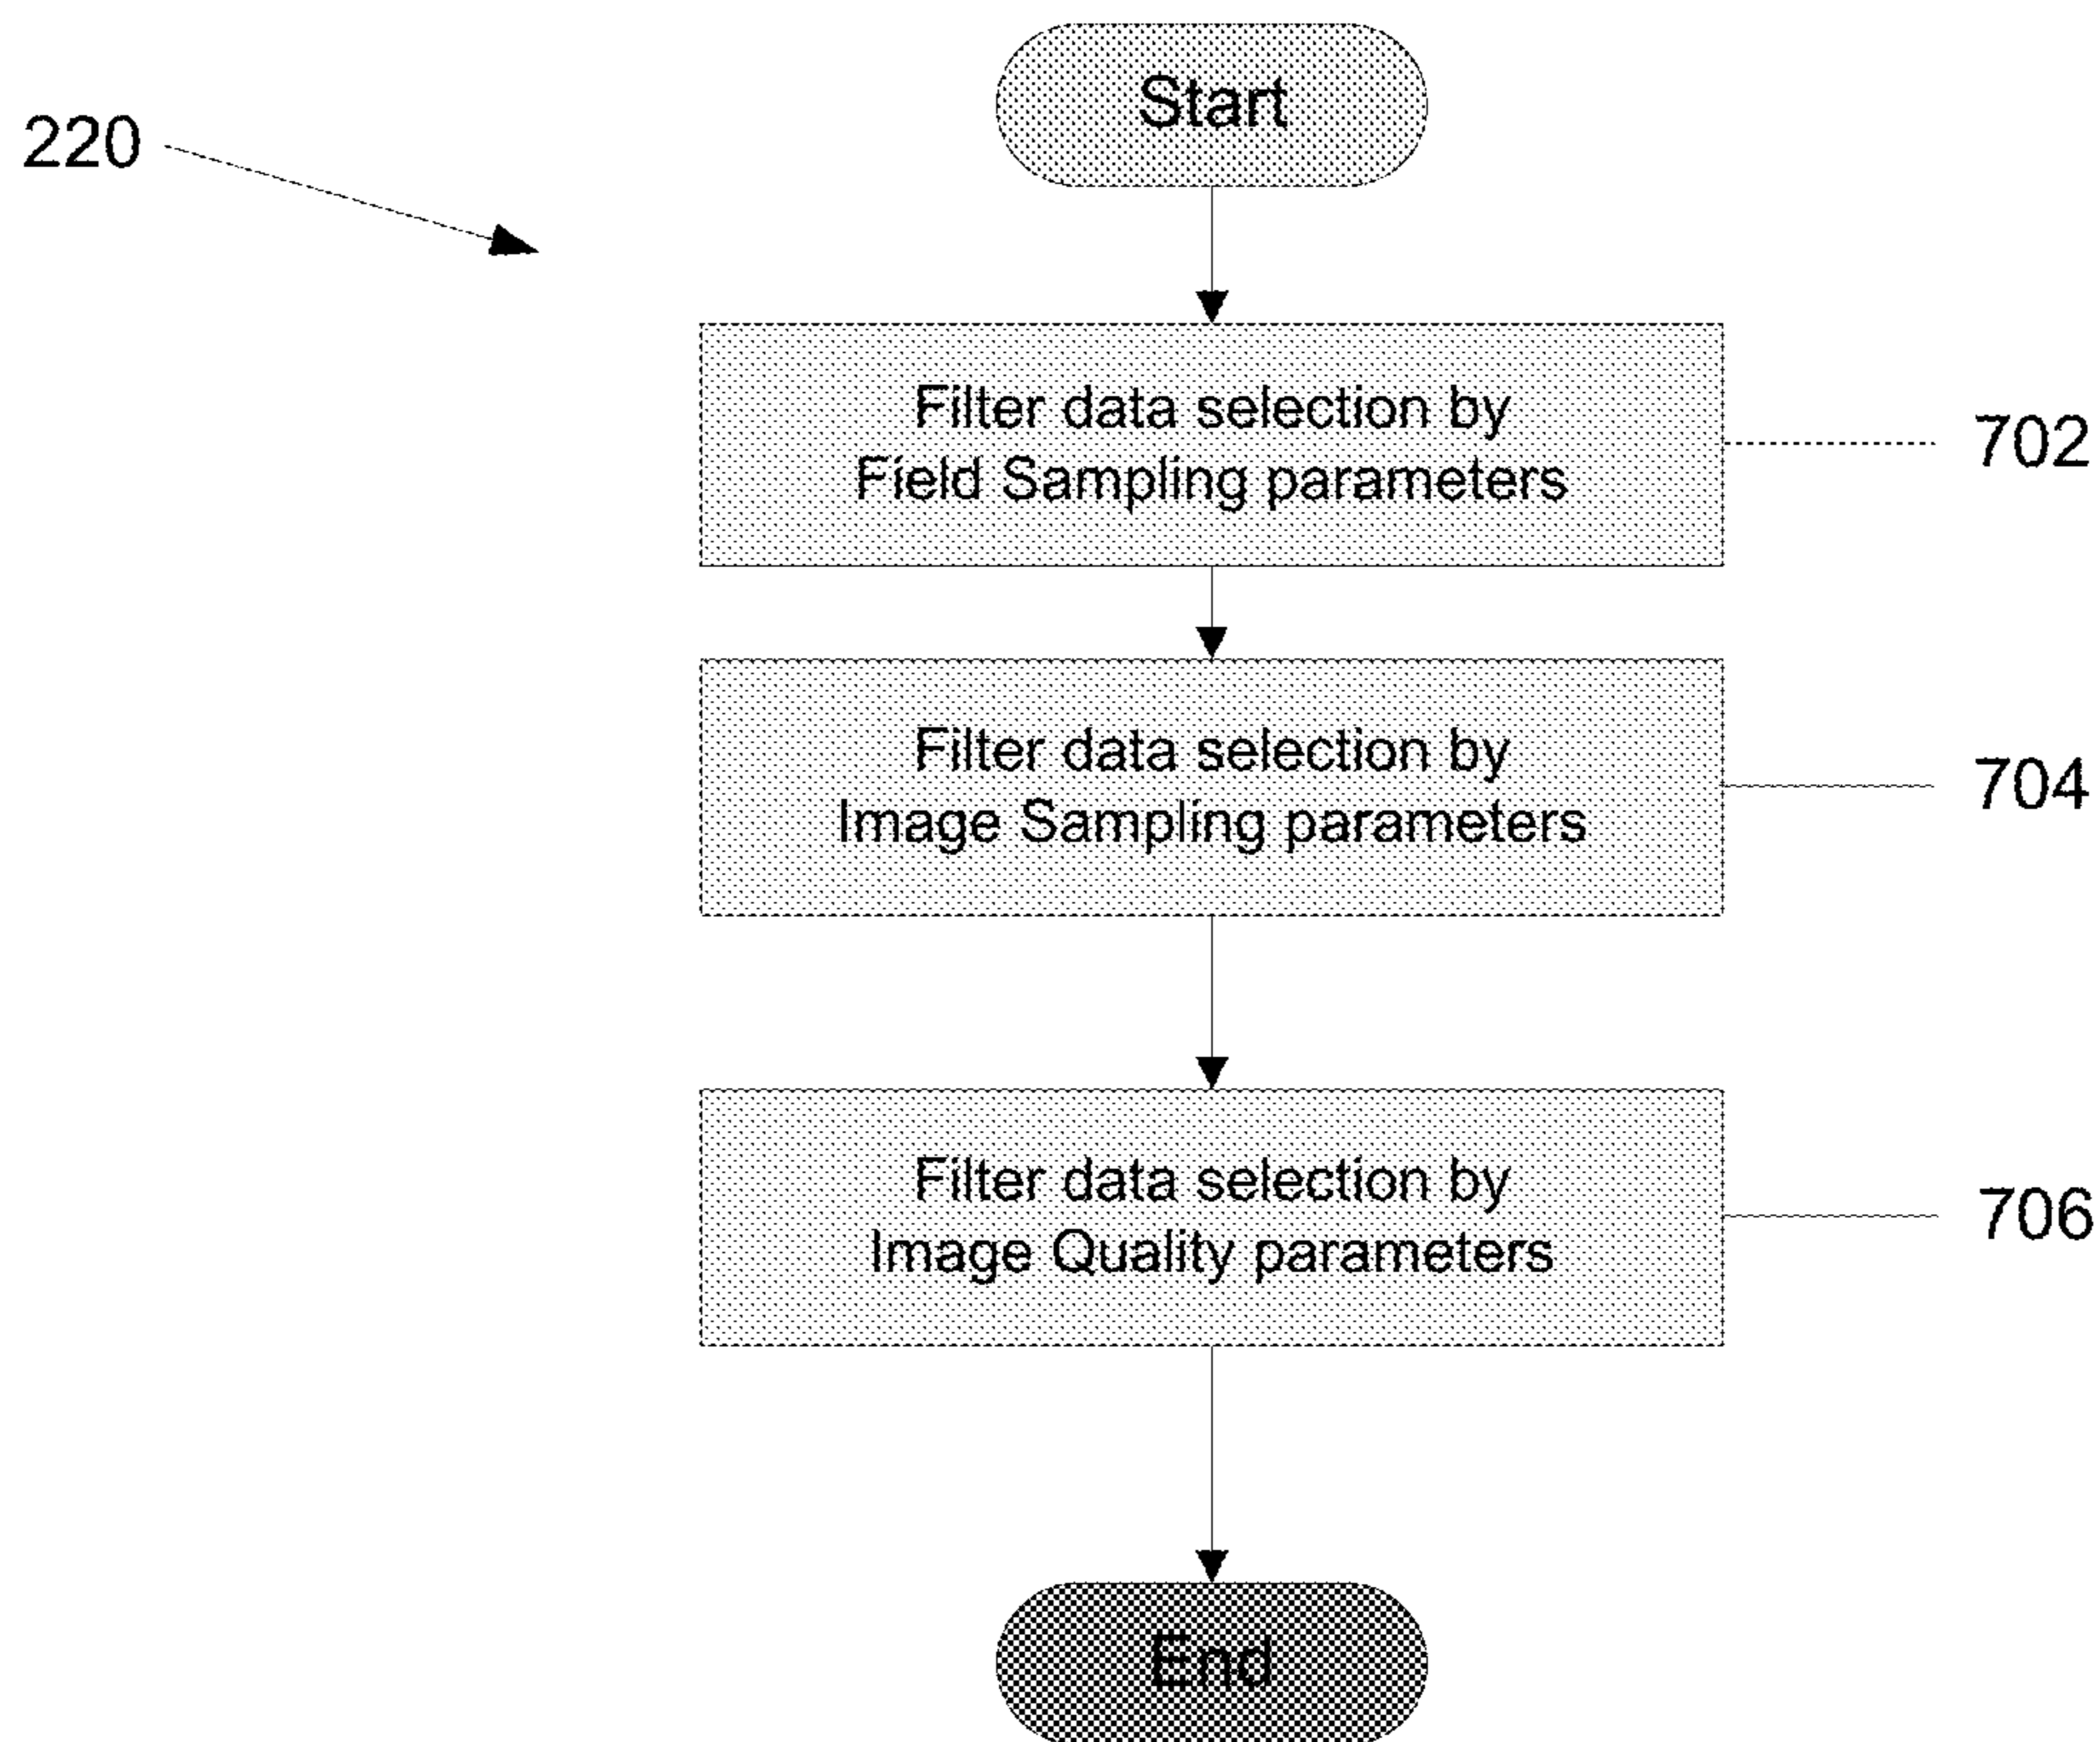 Start
220
Filter data selection by
Field Sampling parameters
702
Filter data selection by
Image Sampling parameters
704
Filter data selection by
Image Quality parameters
706
End